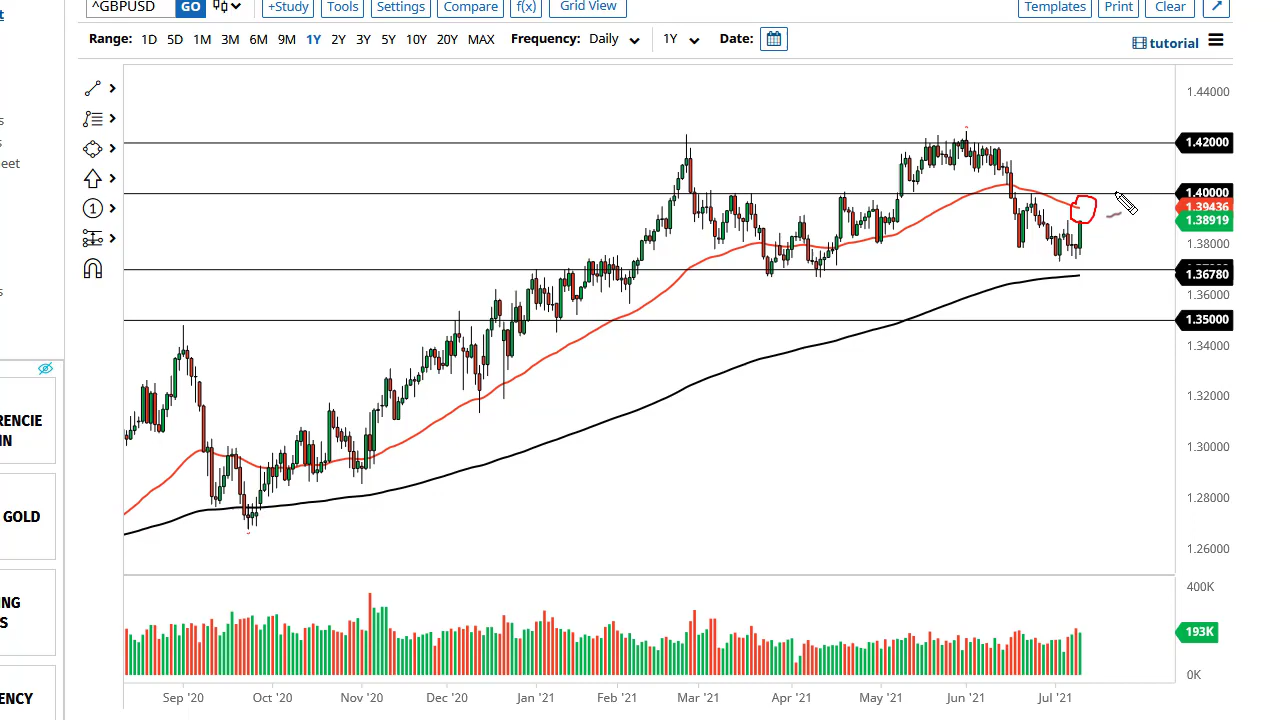 ^GBPUSD GO +Study Tools Settings Compare f(x) Grid View Templates Print Clear
Range: 1D 5D 1M 3M 6M 9M 1Y 2Y 3Y 5Y 10Y 20Y MAX Frequency: Daily 1Y Date: tutorial
1.44000
1.42000
1.40000
1.39436
1.38919
1.38000
1.36780
1.36000
1.35000
1.34000
1.32000
1.30000
1.28000
1.26000
400K
193K
0K
Sep '20 Oct '20 Nov '20 Dec '20 Jan '21 Feb '21 Mar '21 Apr '21 May '21 Jun '21 Jul '21
t
s
s
eet
s
RENCIE
IN
GOLD
NG
S
ENCY
1